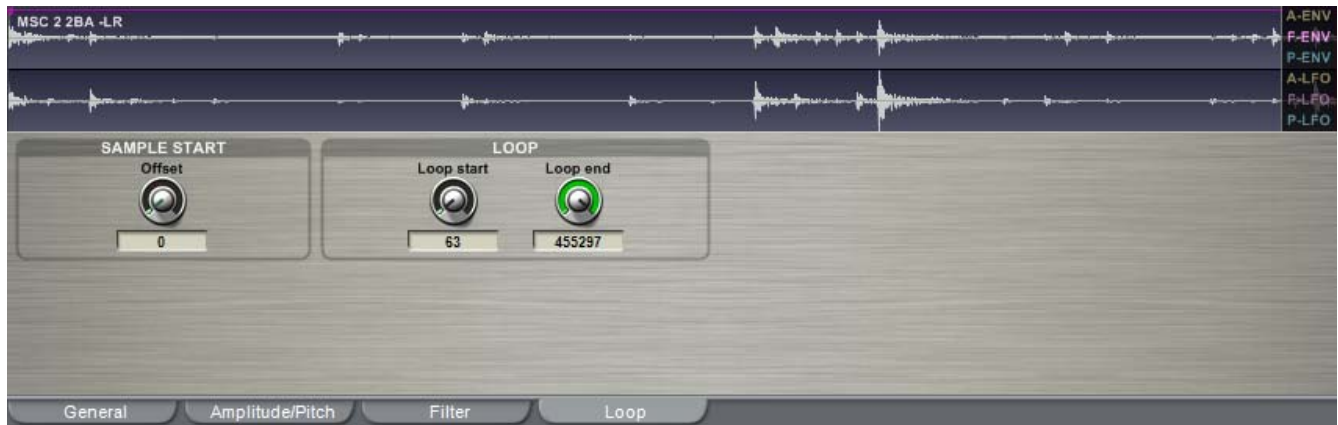 MSC 2 2BA -LR
A-ENV
F-ENV
P-ENV
A-LFO
F-LFO
P-LFO
SAMPLE START
LOOP
Offset
Loop start
Loop end
0
63
455297
General
Amplitude/Pitch
Filter
Loop